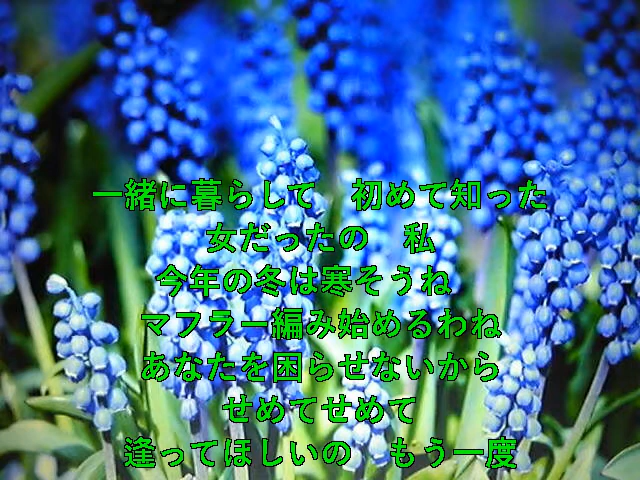 一緒に暮らして　初めて知った
女だったの　私
今年の冬は寒そうね
マフラー編み始めるわね
あなたを困らせないから
せめてせめて
逢ってほしいの　もう一度